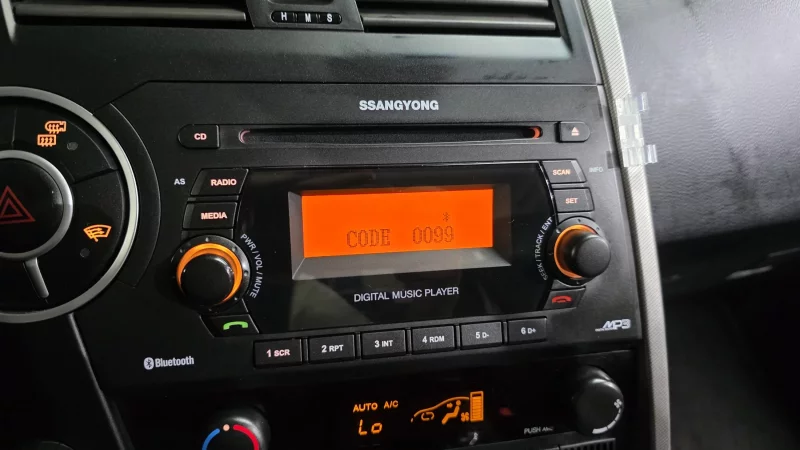 H M S
SSANGYONG
CD
AS
RADIO
SCAN
INFO
MEDIA
SET
CODE 0099
PWR / VOL / MUTE
SEEK / TRACK / ENT
DIGITAL MUSIC PLAYER
MP3
Bluetooth
1 SCR
2 RPT
3 INT
4 RDM
5 D-
6 D+
AUTO A/C
Lo
PUSH